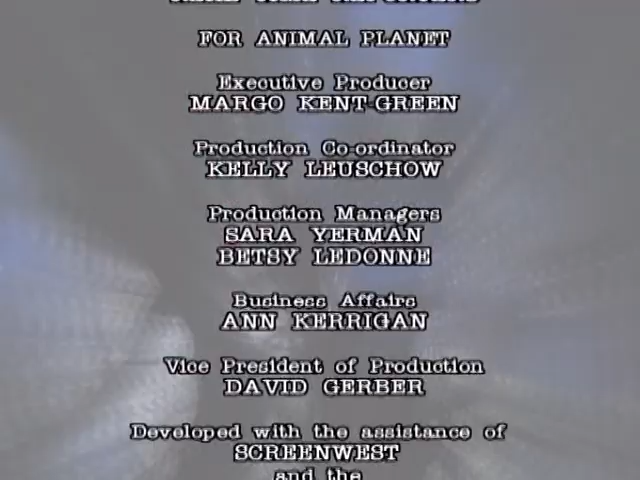 FOR ANIMAL PLANET
Executive Producer
MARGO KENT-GREEN
Production Co-ordinator
KELLY LEUSCHOW
Production Managers
SARA YERMAN
BETSY LEDONNE
Business Affairs
ANN KERRIGAN
Vice President of Production
DAVID GERBER
Developed with the assistance of
SCREENWEST
and the